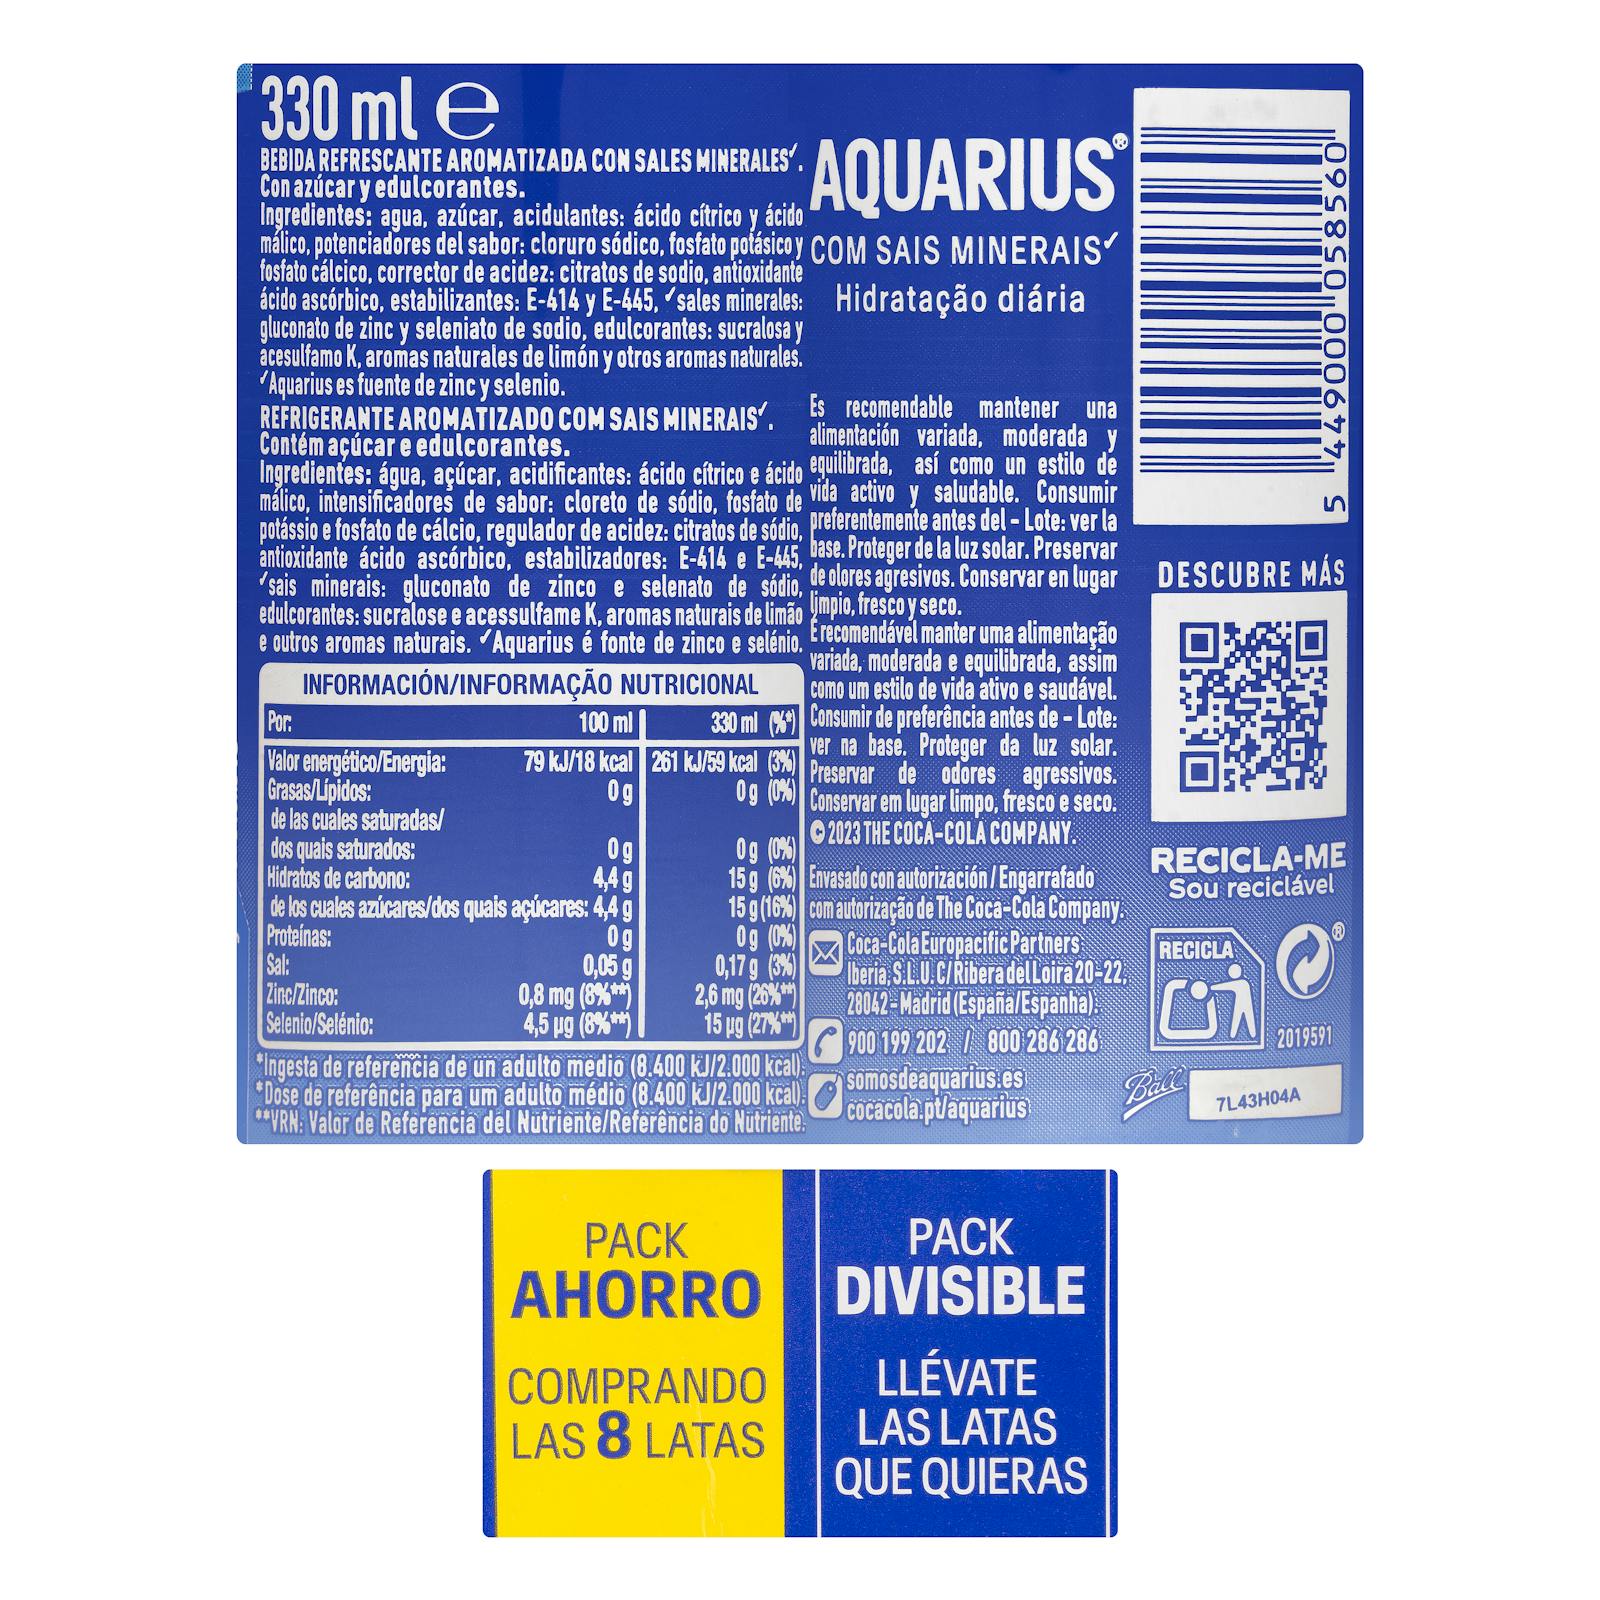 330 ml ℮
BEBIDA REFRESCANTE AROMATIZADA CON SALES MINERALES✓.
Con azúcar y edulcorantes.
Ingredientes: agua, azúcar, acidulantes: ácido cítrico y ácido
málico, potenciadores del sabor: cloruro sódico, fosfato potásico y
fosfato cálcico, corrector de acidez: citratos de sodio, antioxidante
ácido ascórbico, estabilizantes: E-414 y E-445, ✓sales minerales:
gluconato de zinc y seleniato de sodio, edulcorantes: sucralosa y
acesulfamo K, aromas naturales de limón y otros aromas naturales.
✓Aquarius es fuente de zinc y selenio.
REFRIGERANTE AROMATIZADO COM SAIS MINERAIS✓.
Contém açúcar e edulcorantes.
Ingredientes: água, açúcar, acidificantes: ácido cítrico e ácido
málico, intensificadores de sabor: cloreto de sódio, fosfato de
potássio e fosfato de cálcio, regulador de acidez: citratos de sódio,
antioxidante ácido ascórbico, estabilizadores: E-414 e E-445,
✓sais minerais: gluconato de zinco e selenato de sódio,
edulcorantes: sucralose e acessulfame K, aromas naturais de limão
e outros aromas naturais. ✓Aquarius é fonte de zinco e selénio.
INFORMACIÓN/INFORMAÇÃO NUTRICIONAL
Por: 100 ml 330 ml (%*)
Valor energético/Energia: 79 kJ/18 kcal 261 kJ/59 kcal (3%)
Grasas/Lípidos: 0 g 0 g (0%)
de las cuales saturadas/
dos quais saturados: 0 g 0 g (0%)
Hidratos de carbono: 4,4 g 15 g (6%)
de los cuales azúcares/dos quais açúcares: 4,4 g 15 g (16%)
Proteínas: 0 g 0 g (0%)
Sal: 0,05 g 0,17 g (3%)
Zinc/Zinco: 0,8 mg (8%**) 2,6 mg (26%**)
Selenio/Selénio: 4,5 µg (8%**) 15 µg (27%**)
*Ingesta de referencia de un adulto medio (8.400 kJ/2.000 kcal).
*Dose de referência para um adulto médio (8.400 kJ/2.000 kcal).
**VRN: Valor de Referencia del Nutriente/Referência do Nutriente.
AQUARIUS®
COM SAIS MINERAIS✓
Hidratação diária
Es recomendable mantener una
alimentación variada, moderada y
equilibrada, así como un estilo de
vida activo y saludable. Consumir
preferentemente antes del - Lote: ver la
base. Proteger de la luz solar. Preservar
de olores agresivos. Conservar en lugar
limpio, fresco y seco.
É recomendável manter uma alimentação
variada, moderada e equilibrada, assim
como um estilo de vida ativo e saudável.
Consumir de preferência antes de - Lote:
ver na base. Proteger da luz solar.
Preservar de odores agressivos.
Conservar em lugar limpo, fresco e seco.
© 2023 THE COCA-COLA COMPANY.
Envasado con autorización / Engarrafado
com autorização de The Coca-Cola Company.
Coca-Cola Europacific Partners
Iberia, S.L.U. C/ Ribera del Loira 20-22,
28042 - Madrid (España/Espanha).
900 199 202 / 800 286 286
somosdeaquarius.es
cocacola.pt/aquarius
5 449000 058560
DESCUBRE MÁS
RECICLA-ME
Sou reciclável
RECICLA
®
2019591
Ball
7L43H04A
PACK
AHORRO
COMPRANDO
LAS 8 LATAS
PACK
DIVISIBLE
LLÉVATE
LAS LATAS
QUE QUIERAS